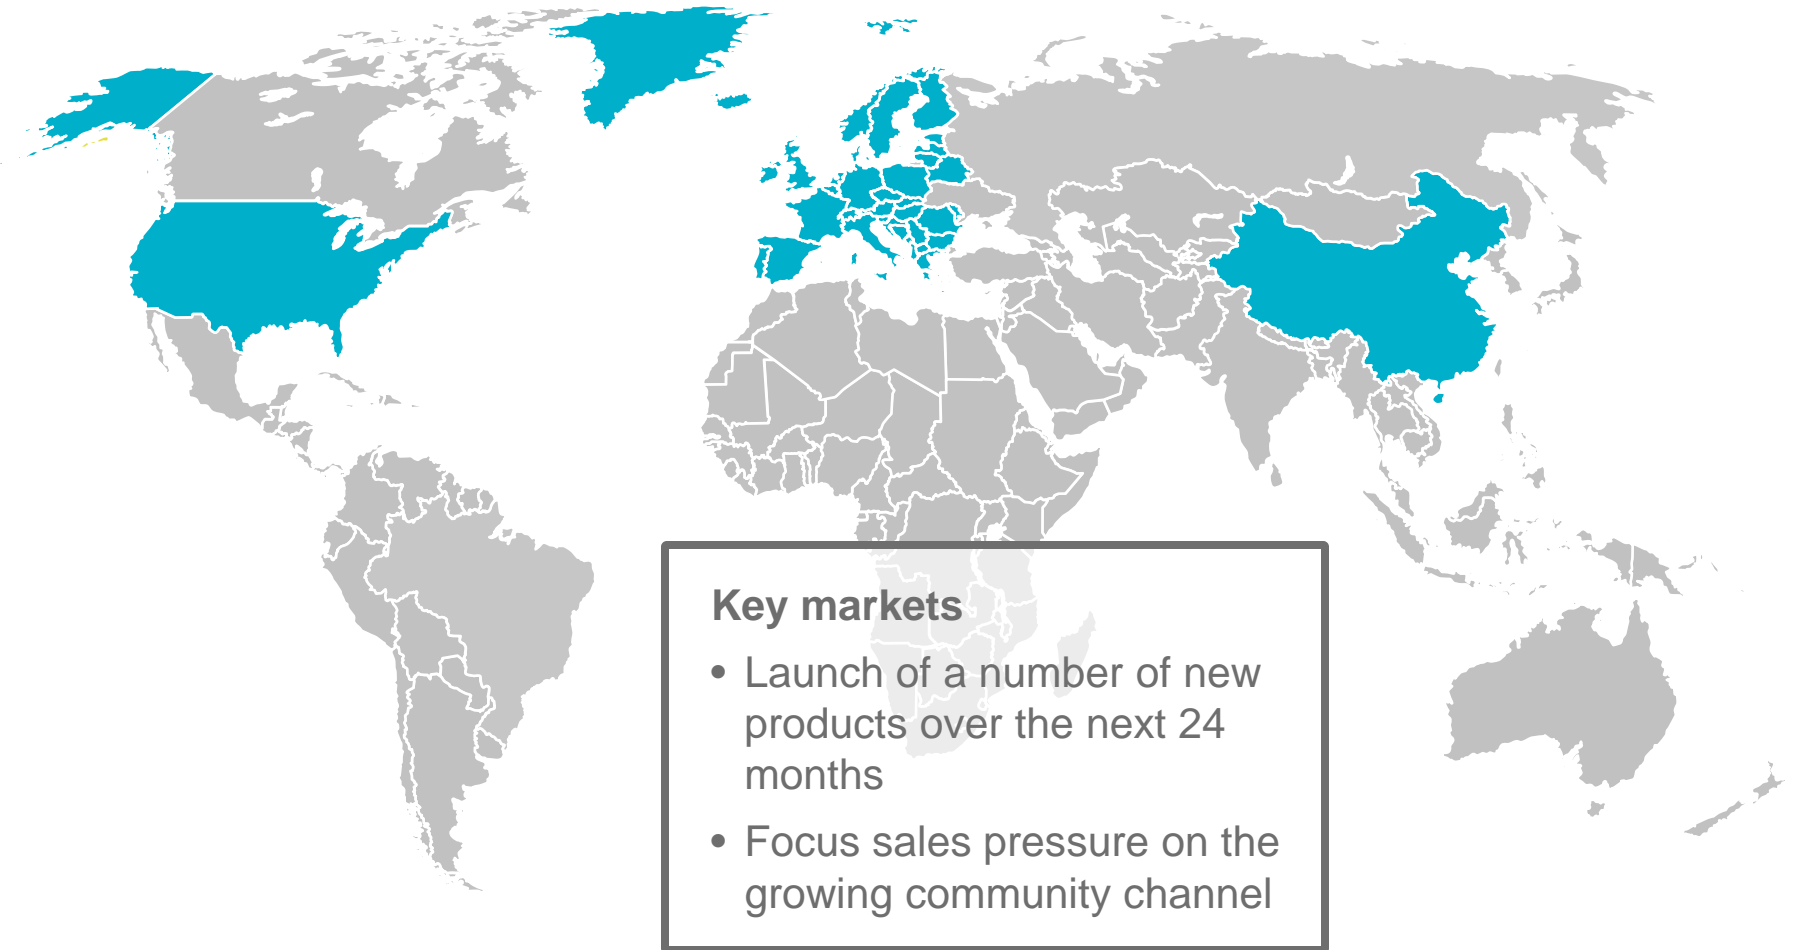 Key markets
• Launch of a number of new
products over the next 24
months
• Focus sales pressure on the
growing community channel